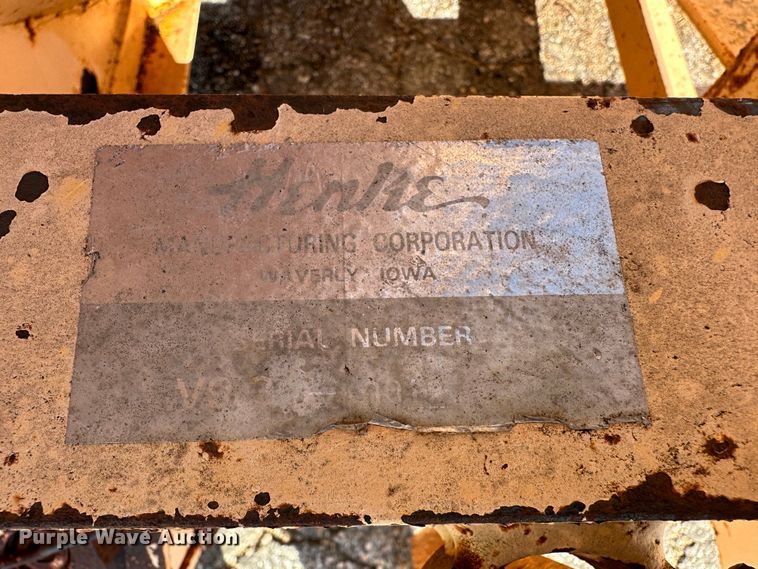 Henke
MANUFACTURING CORPORATION
WAVERLY IOWA
SERIAL NUMBER
Purple Wave Auction